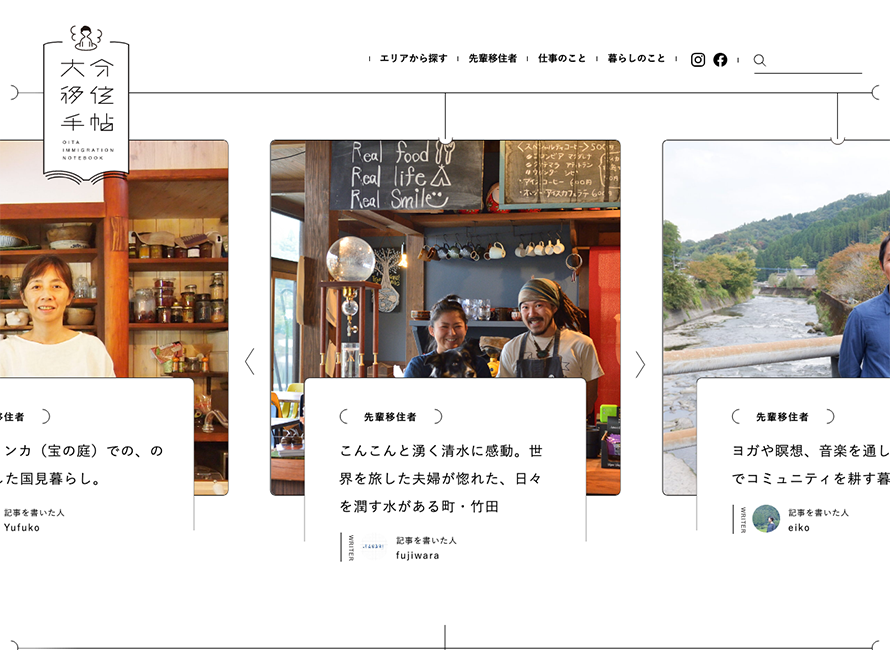 大分
移住
手帖
OITA
IMMIGRATION
NOTEBOOK
エリアから探す
先輩移住者
仕事のこと
暮らしのこと
Real food
Real life
Real Smile
移住者
ンカ（宝の庭）での、の
した国見暮らし。
記事を書いた人
Yufuko
先輩移住者
こんこんと湧く清水に感動。世
界を旅した夫婦が惚れた、日々
を潤す水がある町・竹田
WRITER
記事を書いた人
fujiwara
先輩移住者
ヨガや瞑想、音楽を通し
でコミュニティを耕す暮
WRITER
記事を書いた人
eiko